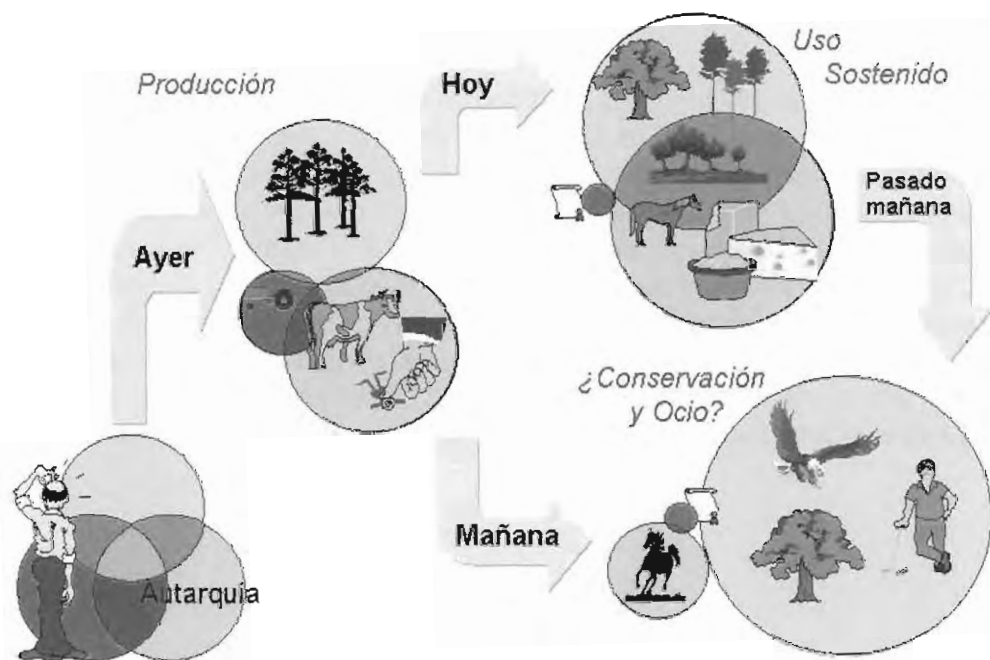 Producción
Hoy
Uso
Sostenido
Pasado
mañana
Ayer
¿Conservación
y Ocio?
Mañana
Autarquía